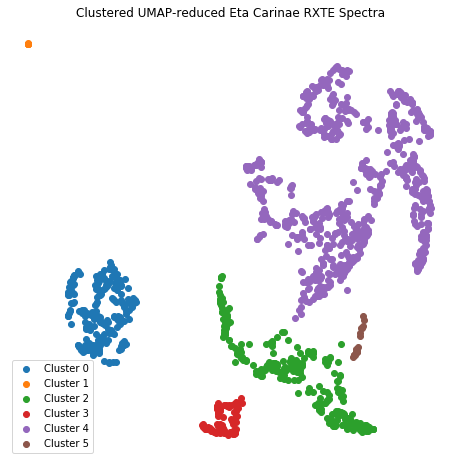 Clustered UMAP-reduced Eta Carinae RXTE Spectra
Cluster 0
Cluster 1
Cluster 2
Cluster 3
Cluster 4
Cluster 5